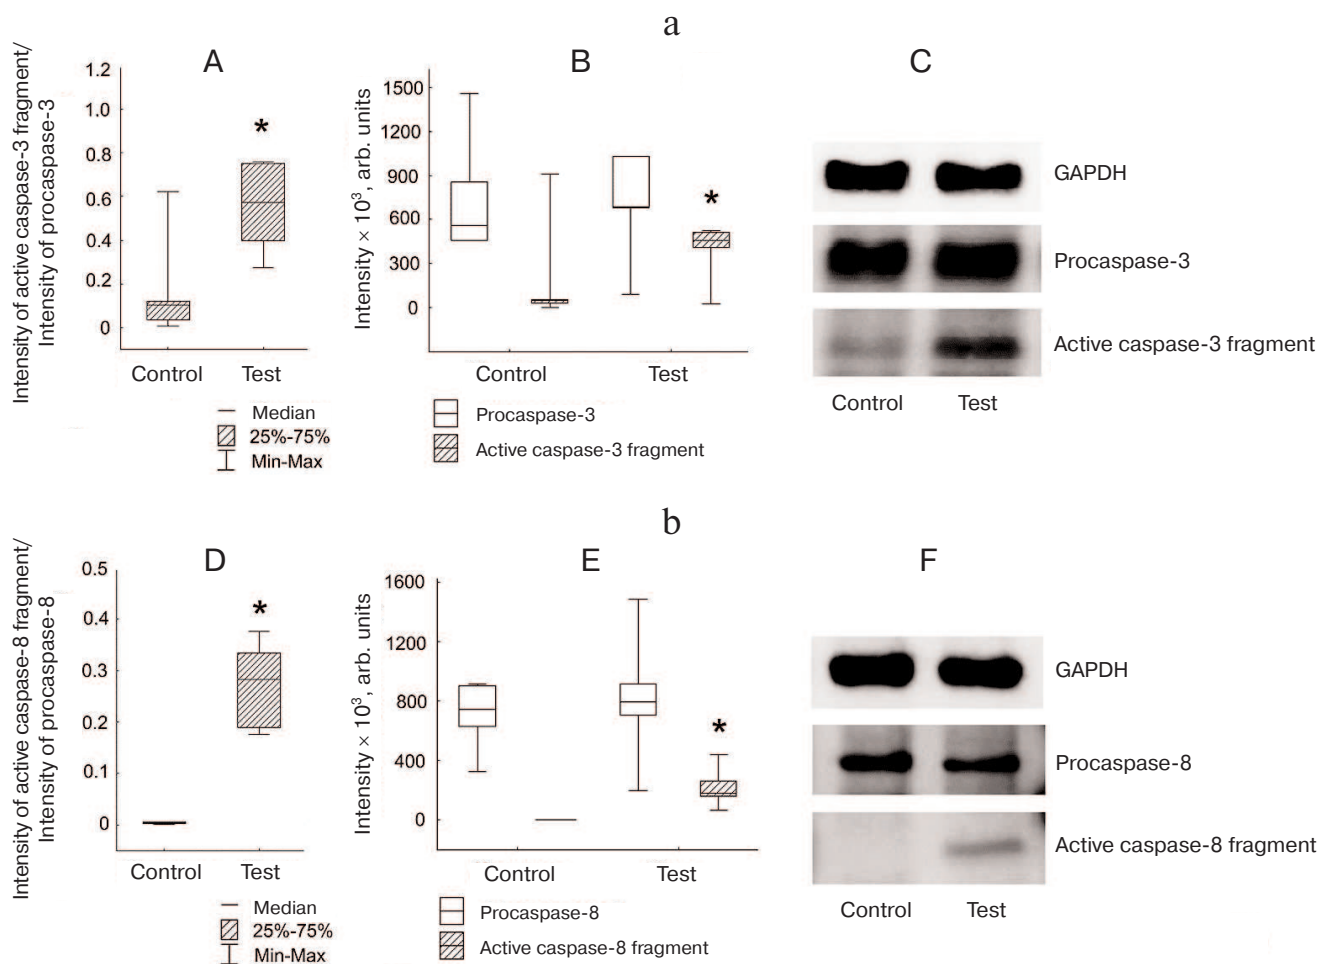 a
A
B
C
Intensity of active caspase-3 fragment/
Intensity of procaspase-3
1.2
1.0
0.8
0.6
0.4
0.2
0
*
Control
Test
Median
25%-75%
Min-Max
Intensity × 10³, arb. units
1500
1200
900
600
300
0
*
Control
Test
Procaspase-3
Active caspase-3 fragment
GAPDH
Procaspase-3
Active caspase-3 fragment
Control
Test
b
D
E
F
Intensity of active caspase-8 fragment/
Intensity of procaspase-8
0.5
0.4
0.3
0.2
0.1
0
*
Control
Test
Median
25%-75%
Min-Max
Intensity × 10³, arb. units
1600
1200
800
400
0
*
Control
Test
Procaspase-8
Active caspase-8 fragment
GAPDH
Procaspase-8
Active caspase-8 fragment
Control
Test